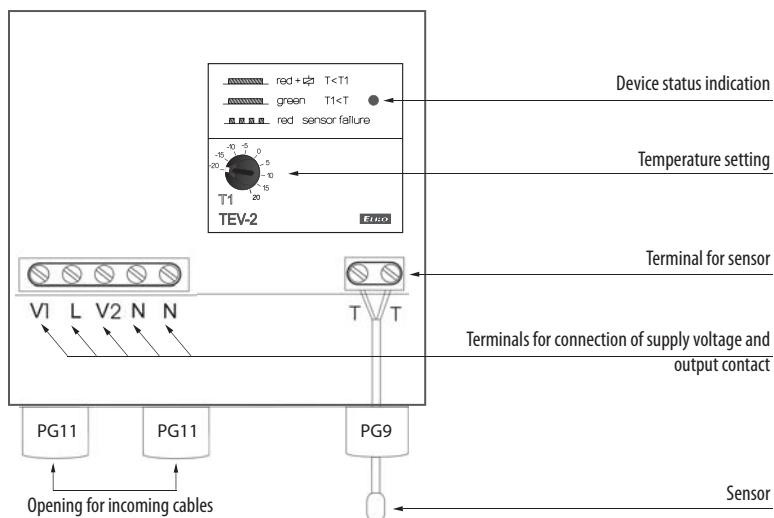 red + T<T1
green T1<T
red sensor failure
Device status indication
-20
-15
-10
-5
0
5
10
15
20
T1
TEV-2
ELKO
Temperature setting
Terminal for sensor
V1 L V2 N N
T T
Terminals for connection of supply voltage and
output contact
PG11
PG11
PG9
Opening for incoming cables
Sensor